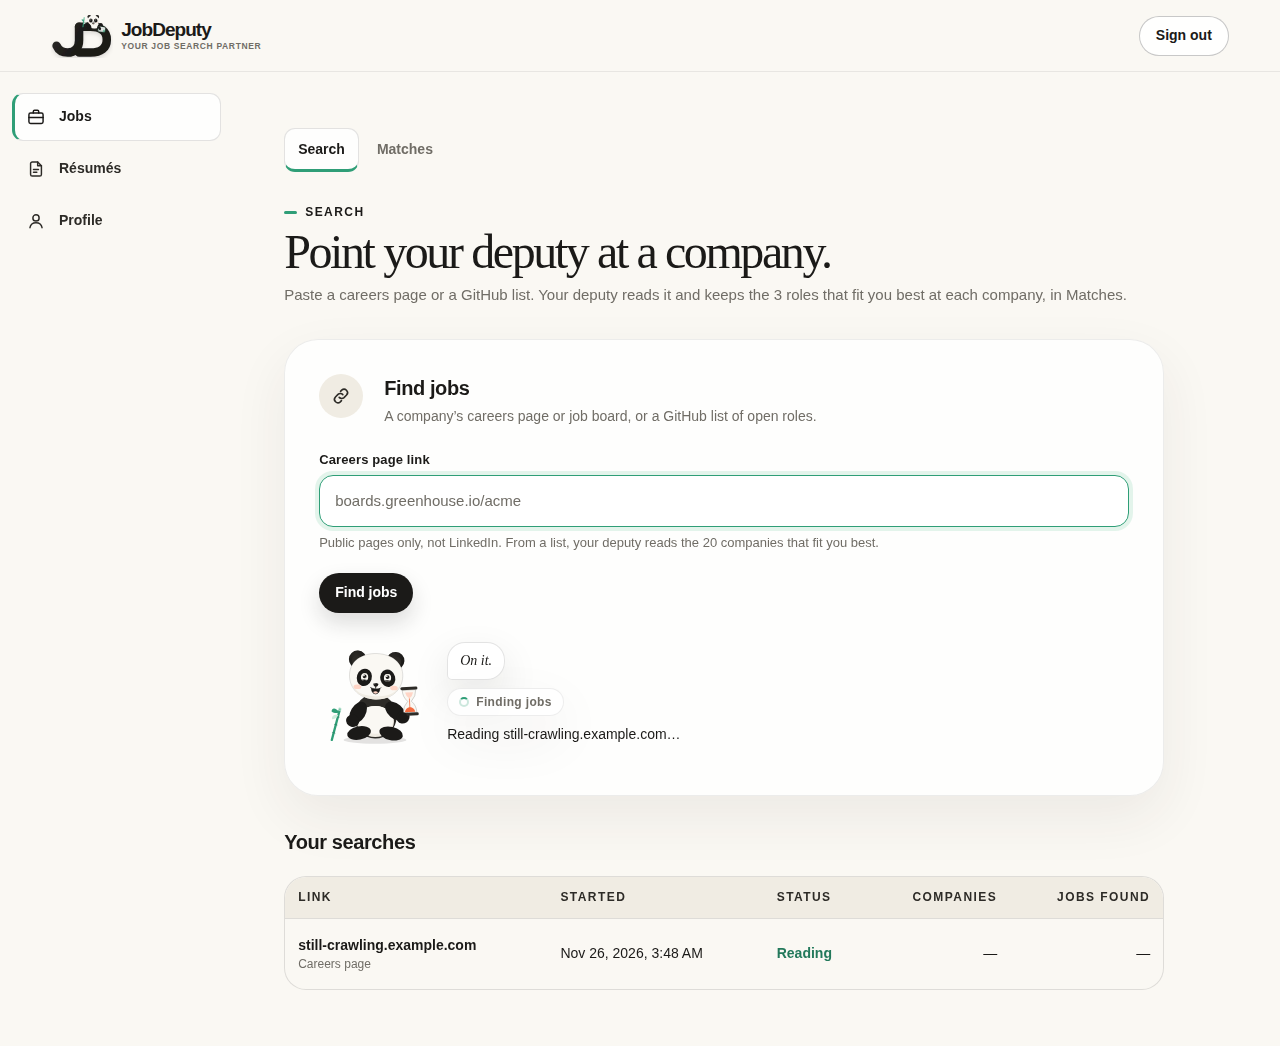 JobDeputy
YOUR JOB SEARCH PARTNER
Sign out
Jobs
Résumés
Profile
Search
Matches
SEARCH
Point your deputy at a company.
Paste a careers page or a GitHub list. Your deputy reads it and keeps the 3 roles that fit you best at each company, in Matches.
Find jobs
A company’s careers page or job board, or a GitHub list of open roles.
Careers page link
boards.greenhouse.io/acme
Public pages only, not LinkedIn. From a list, your deputy reads the 20 companies that fit you best.
Find jobs
On it.
Finding jobs
Reading still-crawling.example.com…
Your searches
LINK STARTED STATUS COMPANIES JOBS FOUND
still-crawling.example.com Nov 26, 2026, 3:48 AM Reading — —
Careers page